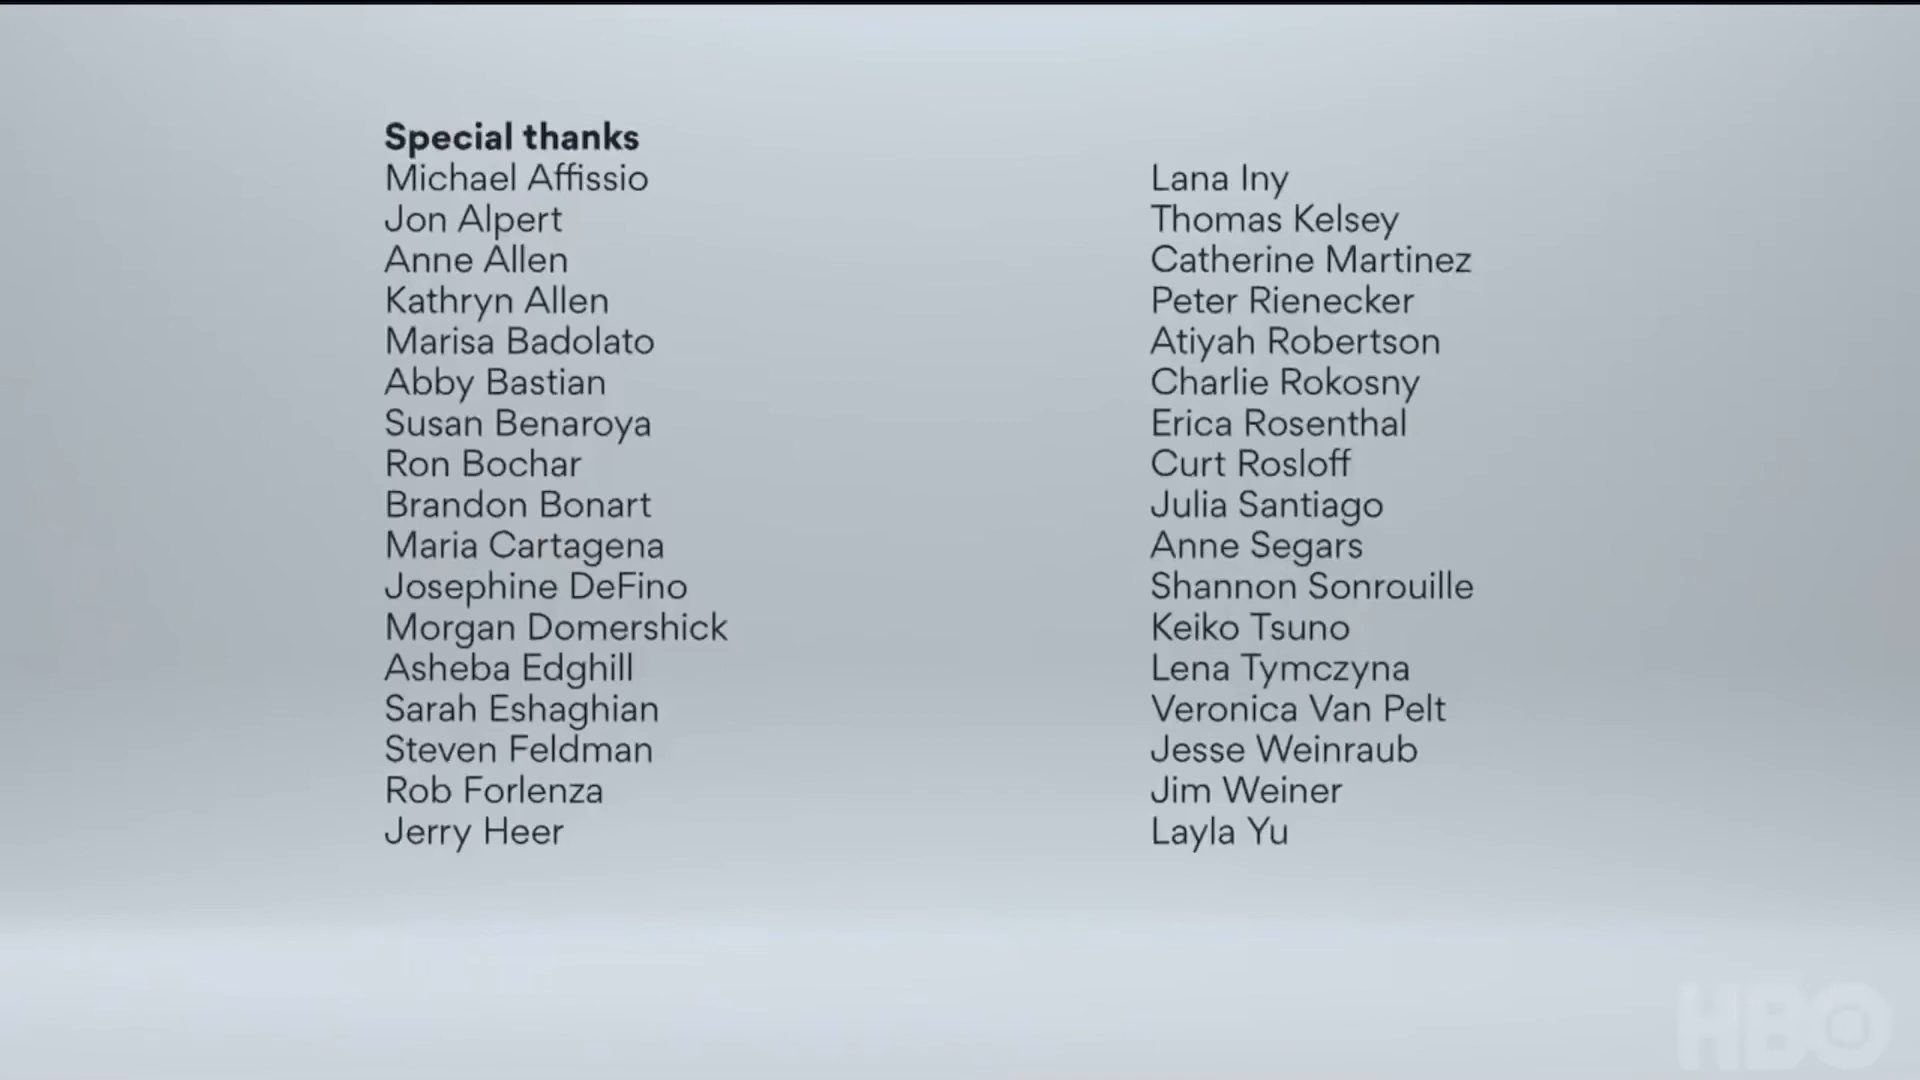 Special thanks
Michael Affissio
Jon Alpert
Anne Allen
Kathryn Allen
Marisa Badolato
Abby Bastian
Susan Benaroya
Ron Bochar
Brandon Bonart
Maria Cartagena
Josephine DeFino
Morgan Domershick
Asheba Edghill
Sarah Eshaghian
Steven Feldman
Rob Forlenza
Jerry Heer
Lana Iny
Thomas Kelsey
Catherine Martinez
Peter Rienecker
Atiyah Robertson
Charlie Rokosny
Erica Rosenthal
Curt Rosloff
Julia Santiago
Anne Segars
Shannon Sonrouille
Keiko Tsuno
Lena Tymczyna
Veronica Van Pelt
Jesse Weinraub
Jim Weiner
Layla Yu
HBO